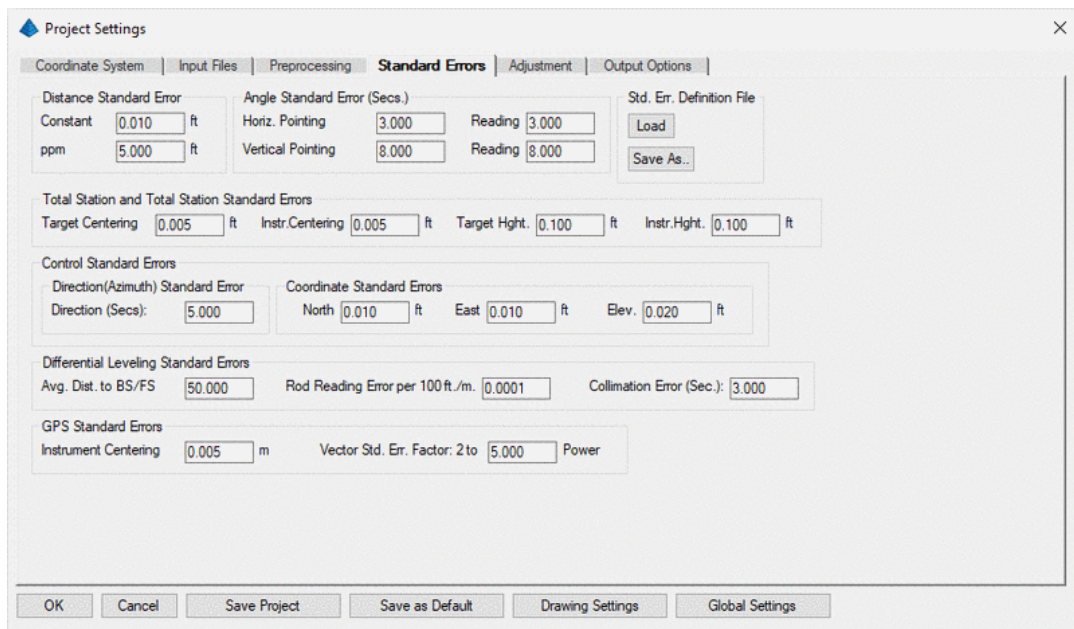 Project Settings
Coordinate System Input Files Preprocessing Standard Errors Adjustment Output Options
Distance Standard Error Angle Standard Error (Secs.) Std. Err. Definition File
Constant 0.010 ft Horiz. Pointing 3.000 Reading 3.000 Load
ppm 5.000 ft Vertical Pointing 8.000 Reading 8.000 Save As..
Total Station and Total Station Standard Errors
Target Centering 0.005 ft Instr.Centering 0.005 ft Target Hght. 0.100 ft Instr.Hght. 0.100 ft
Control Standard Errors
Direction(Azimuth) Standard Error Coordinate Standard Errors
Direction (Secs): 5.000 North 0.010 ft East 0.010 ft Elev. 0.020 ft
Differential Leveling Standard Errors
Avg. Dist. to BS/FS 50.000 Rod Reading Error per 100 ft./m. 0.0001 Collimation Error (Sec.): 3.000
GPS Standard Errors
Instrument Centering 0.005 m Vector Std. Err. Factor: 2 to 5.000 Power
OK Cancel Save Project Save as Default Drawing Settings Global Settings